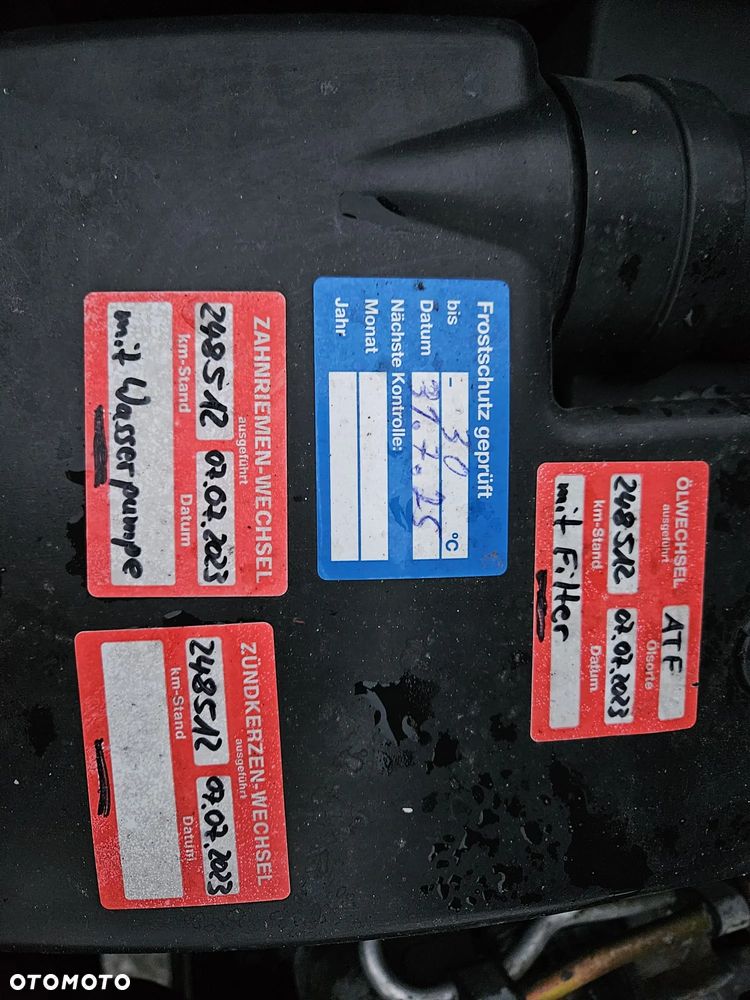 ÖLWECHSEL
ausgeführt
ATF
Ölsorte
248512
07.07.2023
km-Stand
Datum
mit Filter
Frostschutz geprüft
bis - 30 °C
Datum 31.7.25
Nächste Kontrolle:
Monat
Jahr
ZAHNRIEMEN-WECHSEL
ausgeführt
248512 07.07.2023
km-Stand Datum
mit Wasserpumpe
ZÜNDKERZEN-WECHSEL
ausgeführt
248512 07.07.2023
km-Stand Datum
OTOMOTO